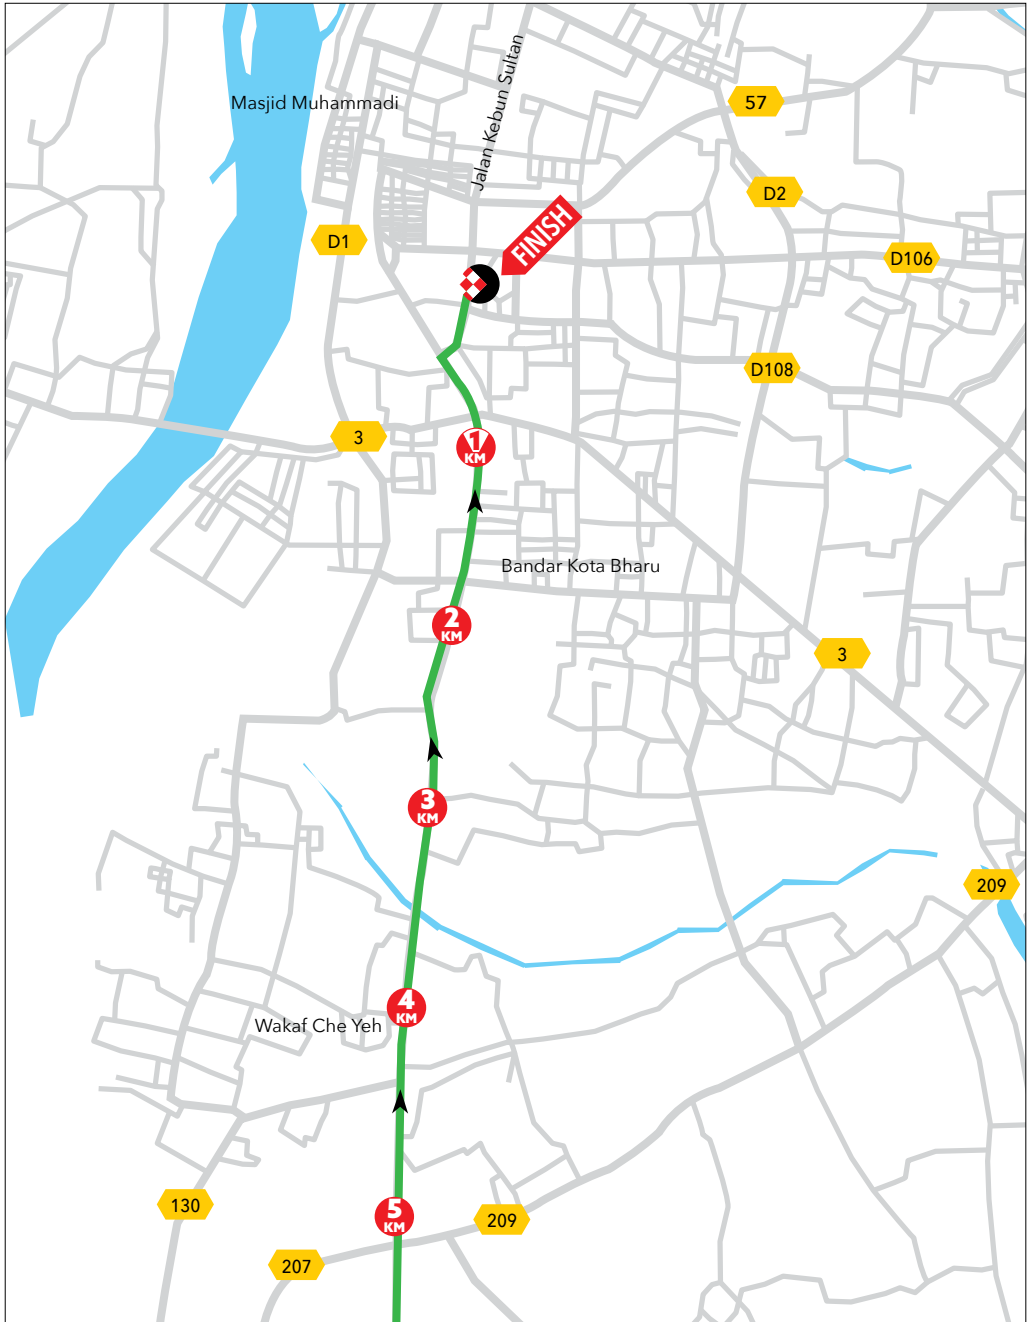 Jalan Kebun Sultan
Masjid Muhammadi
57
D2
FINISH
D1
D106
D108
3
1
KM
Bandar Kota Bharu
2
KM
3
3
KM
209
4
KM
Wakaf Che Yeh
130
5
KM
209
207